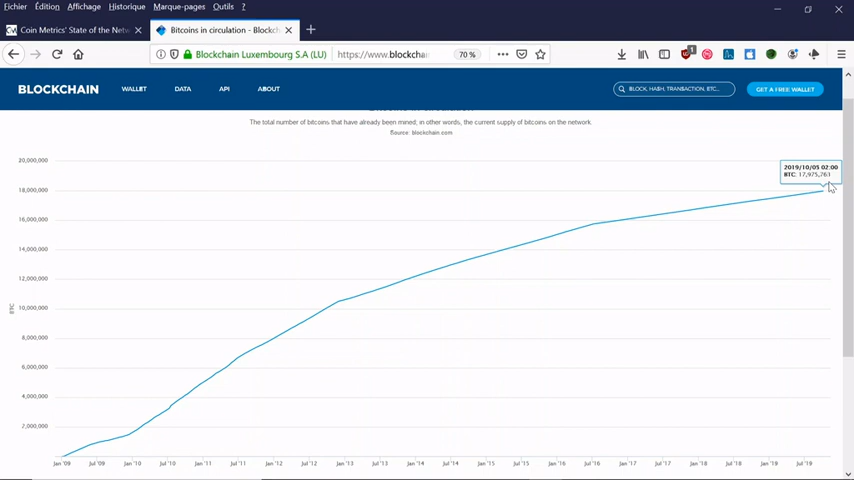 Fichier Édition Affichage Historique Marque-pages Outils ?
Coin Metrics' State of the Netw
Bitcoins in circulation - Blockch
Blockchain Luxembourg S.A (LU) https://www.blockchain 70 %
BLOCKCHAIN WALLET DATA API ABOUT BLOCK, HASH, TRANSACTION, ETC... GET A FREE WALLET
The total number of bitcoins that have already been mined; in other words, the current supply of bitcoins on the network.
Source: blockchain.com
2019/10/05 02:00
BTC: 17,975,763
20,000,000
18,000,000
16,000,000
14,000,000
12,000,000
10,000,000
8,000,000
6,000,000
4,000,000
2,000,000
BTC
Jan '09 Jul '09 Jan '10 Jul '10 Jan '11 Jul '11 Jan '12 Jul '12 Jan '13 Jul '13 Jan '14 Jul '14 Jan '15 Jul '15 Jan '16 Jul '16 Jan '17 Jul '17 Jan '18 Jul '18 Jan '19 Jul '19